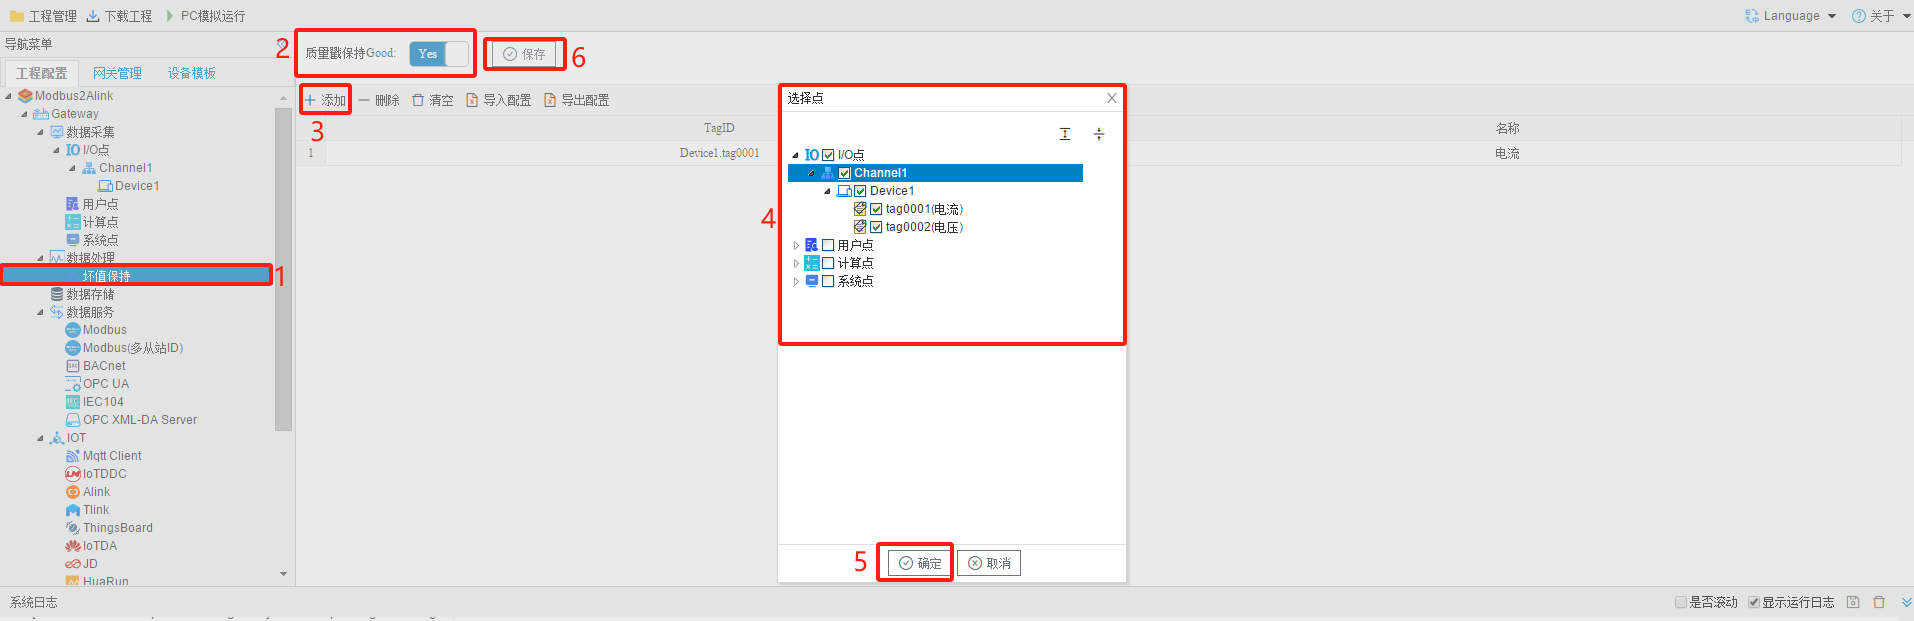 工程管理 下载工程 PC模拟运行 Language 关于
导航菜单
工程配置 网关管理 设备模板
Modbus2Alink
Gateway
数据采集
I/O点
Channel1
Device1
用户点
计算点
系统点
数据处理
坏值保持 1
数据存储
数据服务
Modbus
Modbus(多从站ID)
BACnet
OPC UA
IEC104
OPC XML-DA Server
IOT
Mqtt Client
IoTDDC
Alink
Tlink
ThingsBoard
IoTDA
JD
HuaRun
2 质量戳保持Good: Yes 保存 6
添加 删除 清空 导入配置 导出配置
3
TagID 名称
1 Device1.tag0001 电流
选择点
I/O点
Channel1
Device1
tag0001(电流)
4
tag0002(电压)
用户点
计算点
系统点
5 确定 取消
系统日志 是否滚动 显示运行日志